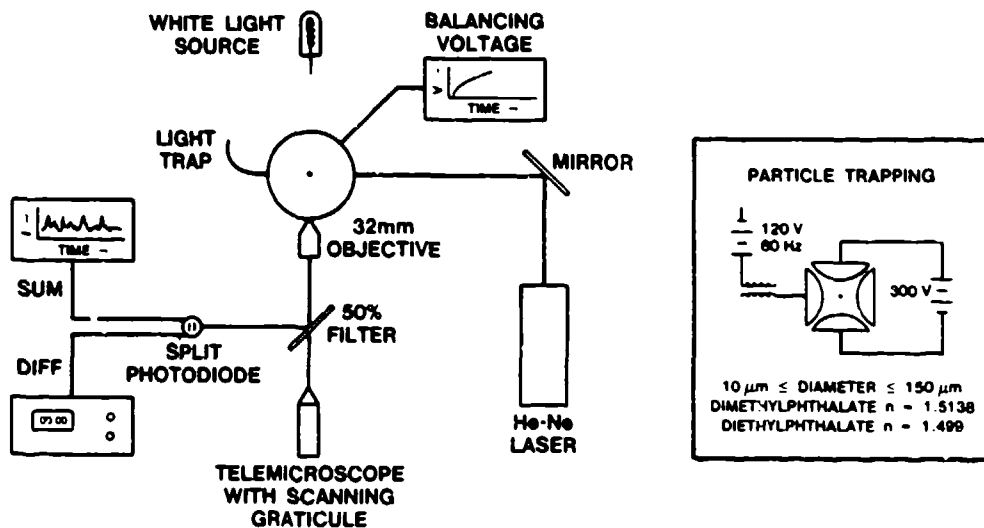 WHITE LIGHT
SOURCE
BALANCING
VOLTAGE
V
TIME –
LIGHT
TRAP
MIRROR
32mm
OBJECTIVE
TIME –
SUM
50%
FILTER
SPLIT
PHOTODIODE
DIFF
He-Ne
LASER
TELEMICROSCOPE
WITH SCANNING
GRATICULE
PARTICLE TRAPPING
120 V
60 Hz
300 V
10 µm ≤ DIAMETER ≤ 150 µm
DIMETHYLPHTHALATE n = 1.5138
DIETHYLPHTHALATE n = 1.499